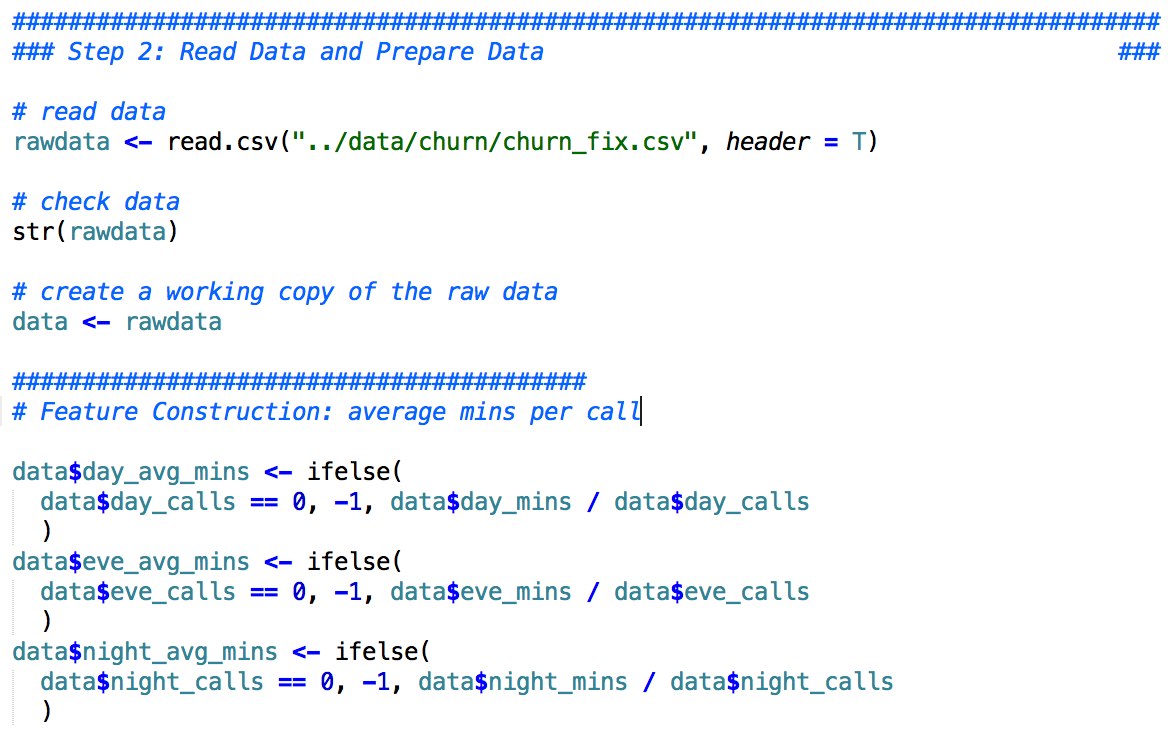 ##################################################################################
### Step 2: Read Data and Prepare Data                                         ###
# read data
rawdata <- read.csv("../data/churn/churn_fix.csv", header = T)
# check data
str(rawdata)
# create a working copy of the raw data
data <- rawdata
#########################################
# Feature Construction: average mins per call
data$day_avg_mins <- ifelse(
  data$day_calls == 0, -1, data$day_mins / data$day_calls
  )
data$eve_avg_mins <- ifelse(
  data$eve_calls == 0, -1, data$eve_mins / data$eve_calls
  )
data$night_avg_mins <- ifelse(
  data$night_calls == 0, -1, data$night_mins / data$night_calls
  )